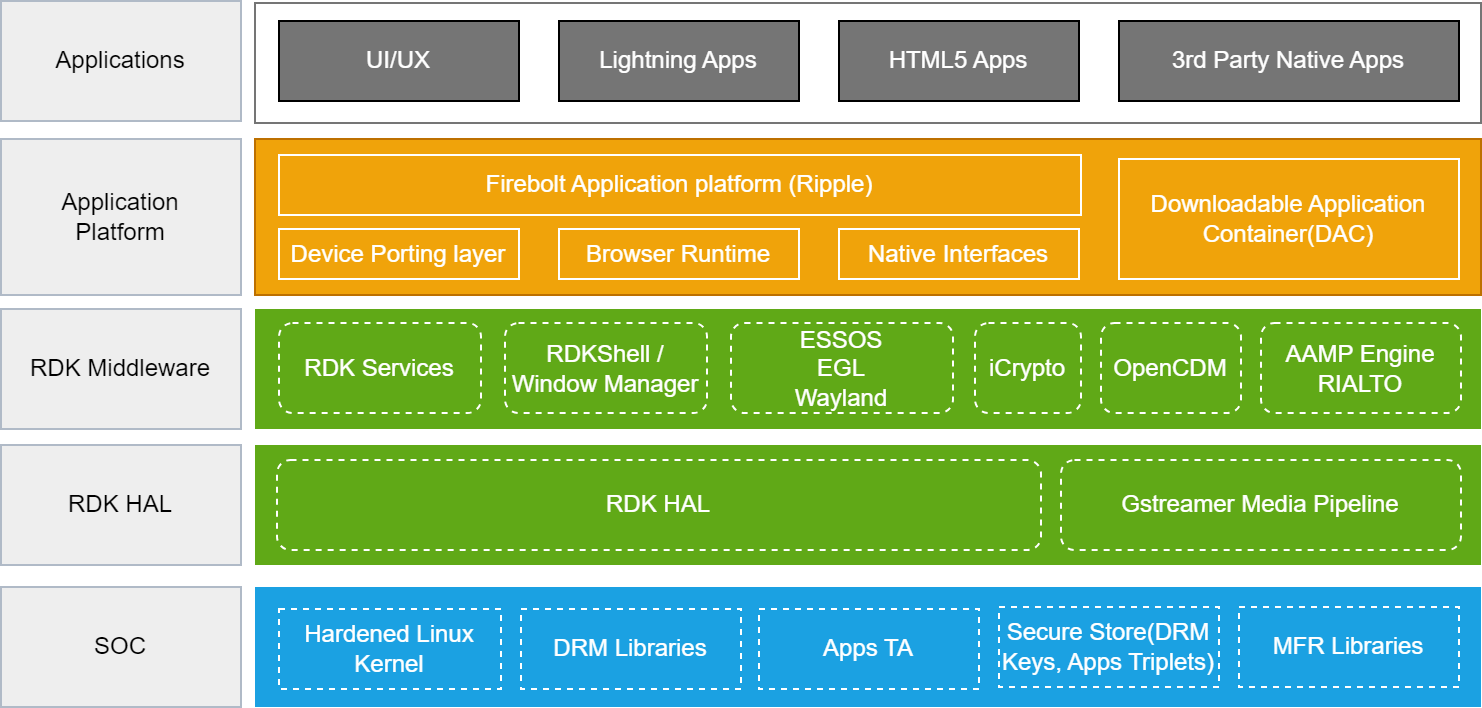 Applications
UI/UX
Lightning Apps
HTML5 Apps
3rd Party Native Apps
Application
Platform
Firebolt Application platform (Ripple)
Downloadable Application
Container(DAC)
Device Porting layer
Browser Runtime
Native Interfaces
RDK Middleware
RDK Services
RDKShell /
Window Manager
ESSOS
EGL
Wayland
iCrypto
OpenCDM
AAMP Engine
RIALTO
RDK HAL
RDK HAL
Gstreamer Media Pipeline
SOC
Hardened Linux
Kernel
DRM Libraries
Apps TA
Secure Store(DRM
Keys, Apps Triplets)
MFR Libraries